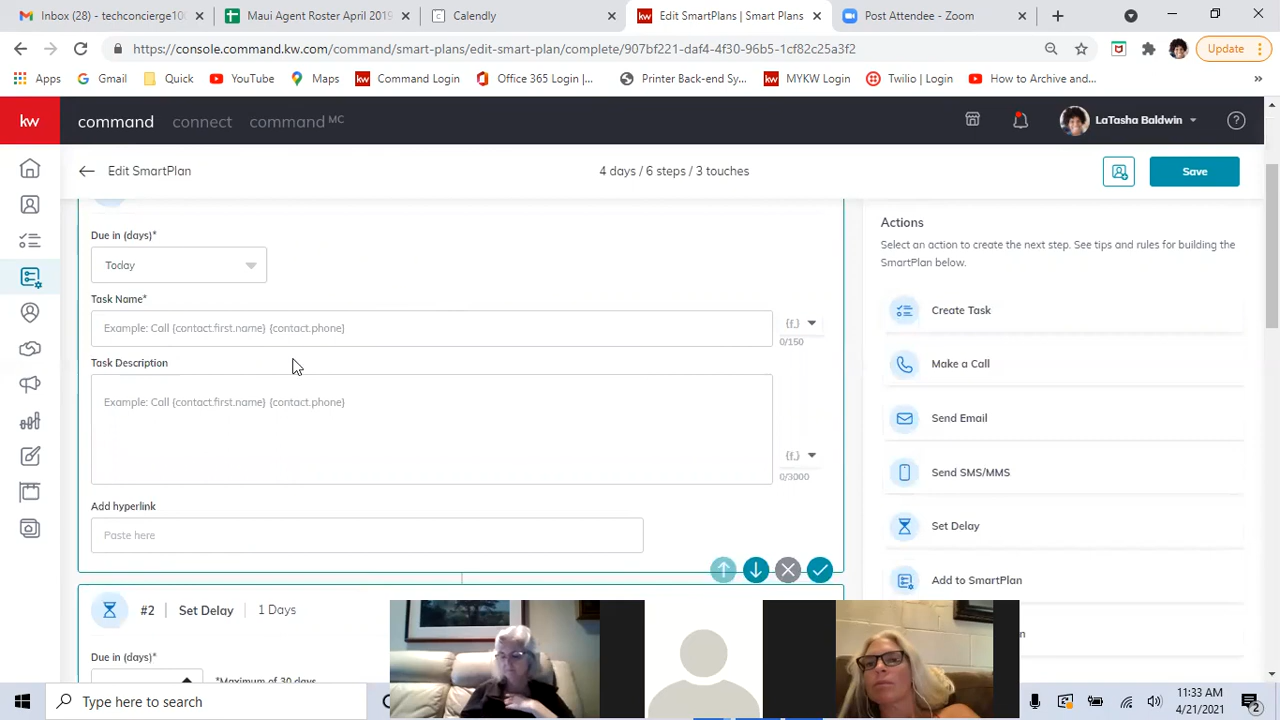 techconcierge10
Maui Agent Roster April 2019
Calendly
kw Edit SmartPlan | Smart Plans
Post Attendee
https://console.command.kw.com/command/smart-plans/edit-smart-plan/complete/907bf221-daf4-4f30-96b5-1cf82c25a3f2
Update
Apps
Gmail
Quick
YouTube
Maps
kw Command Login
Office 365 Login |...
Printer Back-end Sy...
kw MYKW Login
Twilio | Login
How to Archive and...
»
kw
command
connect
command MC
LaTasha Baldwin
Edit SmartPlan
4 days / 6 steps / 3 touches
Save
Due in (days)*
Today
Task Name*
Example: Call {contact.first.name} {contact.phone}
0/150
Task Description
Example: Call {contact.first.name} {contact.phone}
0/3000
Add hyperlink
Paste here
#2 Set Delay 1 Days
Due in (days)*
*Maximum of 30 days
Actions
Select an action to create the next step. See tips and rules for building the
SmartPlan below.
Create Task
Make a Call
Send Email
Send SMS/MMS
Set Delay
Add to SmartPlan
Type here to search
11:33 AM
4/21/2021
2